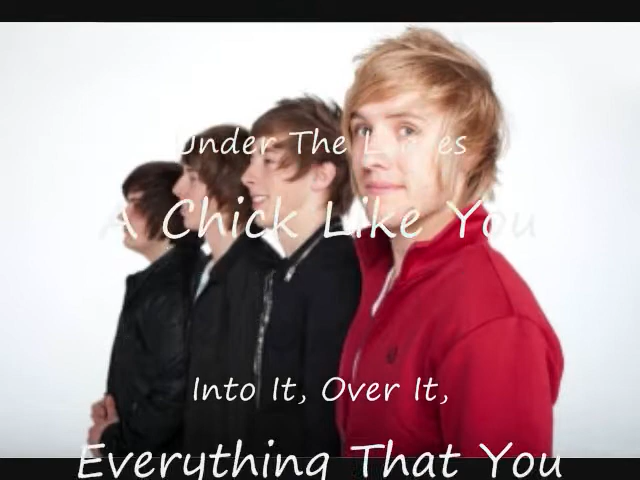 Under The
A Chick Like You
Into It, Over It,
Everything That You